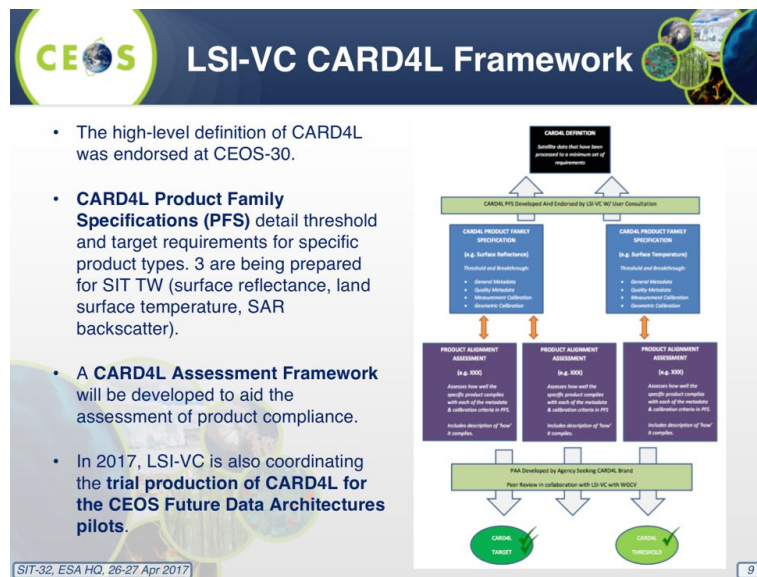 CEOS
LSI-VC CARD4L Framework
• The high-level definition of CARD4L
was endorsed at CEOS-30.
• CARD4L Product Family
Specifications (PFS) detail threshold
and target requirements for specific
product types. 3 are being prepared
for SIT TW (surface reflectance, land
surface temperature, SAR
backscatter).
• A CARD4L Assessment Framework
will be developed to aid the
assessment of product compliance.
• In 2017, LSI-VC is also coordinating
the trial production of CARD4L for
the CEOS Future Data Architectures
pilots.
CARD4L DEFINITION
Satellite data that have been
processed to a minimum set of
requirements
CARD4L PFS Developed And Endorsed by LSI-VC W/ User Consultation
CARD4L PRODUCT FAMILY
SPECIFICATION
(e.g. Surface Reflectance)
Threshold and Breakthrough:
• General Metadata
• Quality Metadata
• Measurement Calibration
• Geometric Calibration
CARD4L PRODUCT FAMILY
SPECIFICATION
(e.g. Surface Temperature)
Threshold and Breakthrough:
• General Metadata
• Quality Metadata
• Measurement Calibration
• Geometric Calibration
PRODUCT ALIGNMENT
ASSESSMENT
(e.g. XXX)
Assesses how well the
specific product complies
with each of the metadata
& calibration criteria in PFS.
Includes description of 'how'
it complies.
PRODUCT ALIGNMENT
ASSESSMENT
(e.g. XXX)
Assesses how well the
specific product complies
with each of the metadata
& calibration criteria in PFS
Includes description of 'how'
it complies.
PRODUCT ALIGNMENT
ASSESSMENT
(e.g. XXX)
Assesses how well the
specific product complies
with each of the metadata
& calibration criteria in PFS.
Includes description of 'how'
it complies.
PAA Developed by Agency Seeking CARD4L Brand
Peer Review in collaboration with LSI-VC with WGCV
CARD4L
TARGET
CARD4L
THRESHOLD
SIT-32, ESA HQ, 26-27 Apr 2017
9